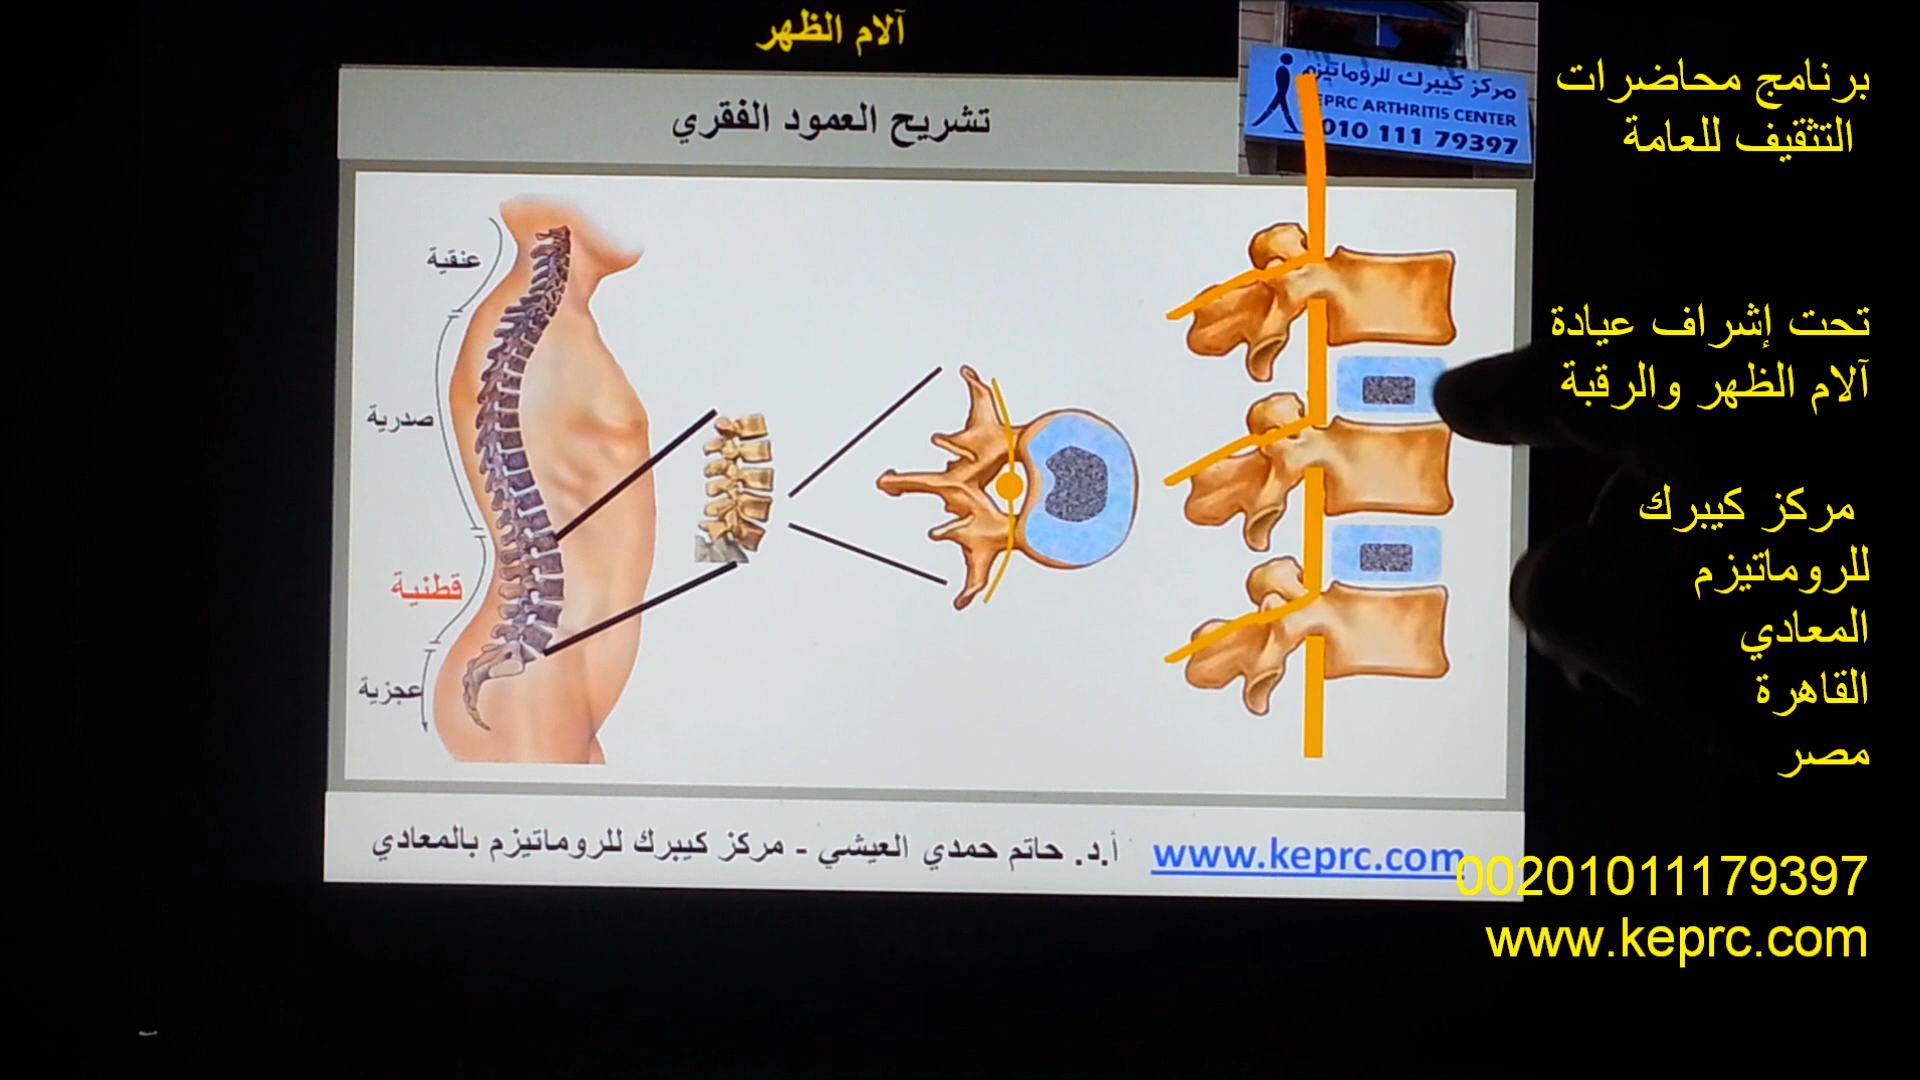 آلام الظهر
برنامج محاضرات
التثقيف للعامة
مركز كيبرك للروماتيزم
EPRC ARTHRITIS CENTER
010 111 79397
تشريح العمود الفقري
عنقية
صدرية
قطنية
عجزية
تحت إشراف عيادة
آلام الظهر والرقبة
مركز كيبرك
للروماتيزم
المعادي
القاهرة
مصر
أ.د. حاتم حمدي العيشي - مركز كيبرك للروماتيزم بالمعادي
www.keprc.com
00201011179397
www.keprc.com